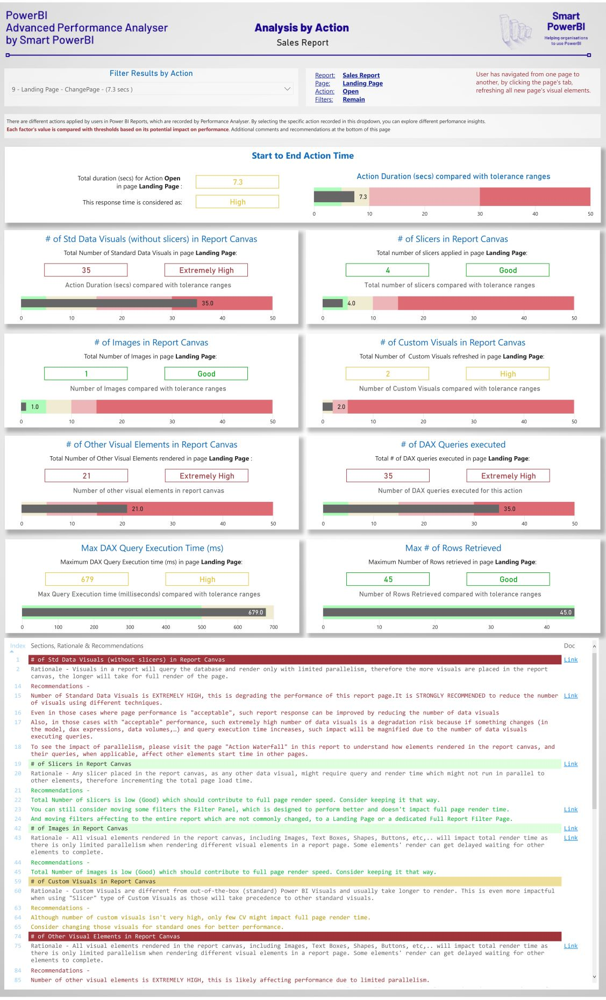 PowerBI
Advanced Performance Analyser
by Smart PowerBI
Analysis by Action
Sales Report
Smart
PowerBI
Helping organisations
to use PowerBI
Filter Results by Action
9 - Landing Page - ChangePage - (7.3 secs )
Report: Sales Report
Page: Landing Page
Action: Open
Filters: Remain
User has navigated from one page to
another, by clicking the page's tab,
refreshing all new page's visual elements.
There are different actions applied by users in Power BI Reports, which are recorded by Performance Analyser. By selecting the specific action recorded in this dropdown, you can explore different perfomance insights.
Each factor's value is compared with thresholds based on its potential impact on performance. Additional comments and recommendations at the bottom of this page
Start to End Action Time
Total duration (secs) for Action Open
in page Landing Page :
7.3
This response time is considered as:
High
Action Duration (secs) compared with tolerance ranges
7.3
0 10 20 30 40 50
# of Std Data Visuals (without slicers) in Report Canvas
Total Number of Standard Data Visuals in page Landing Page:
35 Extremely High
Action Duration (secs) compared with tolerance ranges
35.0
0 10 20 30 40 50
# of Slicers in Report Canvas
Total number of slicers applied in page Landing Page:
4 Good
Total number of slicers compared with tolerance ranges
4.0
0 10 20 30 40 50
# of Images in Report Canvas
Total Number of Images in page Landing Page:
1 Good
Number of Images compared with tolerance ranges
1.0
0 10 20 30 40 50
# of Custom Visuals in Report Canvas
Total Number of  Custom Visuals refreshed in page Landing Page:
2 High
Number of Custom Visuals compared with tolerance ranges
2.0
0 10 20 30 40 50
# of Other Visual Elements in Report Canvas
Total Number of Other Visual Elements rendered in page Landing Page :
21 Extremely High
Number of other visual elements in report canvas
21.0
0 10 20 30 40 50
# of DAX Queries executed
Total # of DAX queries executed in page Landing Page:
35 Extremely High
Number of DAX queries executed for this action
35.0
0 10 20 30 40 50
Max DAX Query Execution Time (ms)
Maximum DAX Query Execution time (ms) in page Landing Page:
679 High
Max Query Execution time (milliseconds) compared with tolerance ranges
679.0
0 100 200 300 400 500 600 700
Max # of Rows Retrieved
Maximum Number of Rows retrieved in page Landing Page:
45 Good
Number of Rows Retrieved compared with tolerance ranges
45.0
0 10 20 30 40
Index Sections, Rationale & Recommendations Doc
1 # of Std Data Visuals (without slicers) in Report Canvas Link
2 Rationale - Visuals in a report will query the database and render only with limited parallelism, therefore the more visuals are placed in the report
canvas, the longer will take for full render of the page.
14 Recommendations -
15 Number of Standard Data Visuals is EXTREMELY HIGH, this is degrading the performance of this report page.It is STRONGLY RECOMMENDED to reduce the number Link
of visuals using different techniques.
16 Even in those cases where page performance is "acceptable", such report response can be improved by reducing the number of data visuals
17 Also, in those cases with "acceptable" performance, such extremely high number of data visuals is a degradation risk because if something changes (in
the model, dax expressions, data volumes,…) and query execution time increases, such impact will be magnified due to the number of data visuals
executing queries.
18 To see the impact of parallelism, please visit the page "Action Waterfall" in this report to understand how elements rendered in the report canvas, and
their queries, when applicable, affect other elements start time in other pages.
19 # of Slicers in Report Canvas Link
20 Rationale - Any slicer placed in the report canvas, as any other data visual, might require query and render time which might not run in parallel to
other elements, therefore incrementing the total page load time.
21 Recommendations -
22 Total Number of slicers is low (Good) which should contribute to full page render speed. Consider keeping it that way.
23 You can still consider moving some filters the Filter Panel, which is designed to perform better and doesn't impact full page render time. Link
24 And moving filters affecting to the entire report which are not commonly changed, to a Landing Page or a dedicated Full Report Filter Page.
42 # of Images in Report Canvas Link
43 Rationale - All visual elements rendered in the report canvas, including Images, Text Boxes, Shapes, Buttons, etc,.. will impact total render time as Link
there is only limited parallelism when rendering different visual elements in a report page. Some elements' render can get delayed waiting for other
elements to complete.
44 Recommendations -
45 Total Number of images is low (Good) which should contribute to full page render speed. Consider keeping it that way.
59 # of Custom Visuals in Report Canvas
60 Rationale - Custom Visuals are different from out-of-the-box (standard) Power BI Visuals and usually take longer to render. This is even more impactful
when using "Slicer" type of Custom Visuals as those will take precedence to other standard visuals.
63 Recommendations -
64 Although number of custom visuals isn't very high, only few CV might impact full page render time.
65 Consider changing those visuals for standard ones for better performance.
74 # of Other Visual Elements in Report Canvas
75 Rationale - All visual elements rendered in the report canvas, including Images, Text Boxes, Shapes, Buttons, etc,.. will impact total render time as Link
there is only limited parallelism when rendering different visual elements in a report page. Some elements' render can get delayed waiting for other
elements to complete.
84 Recommendations -
85 Number of other visual elements is EXTREMELY HIGH, this is likely affecting performance due to limited parallelism.